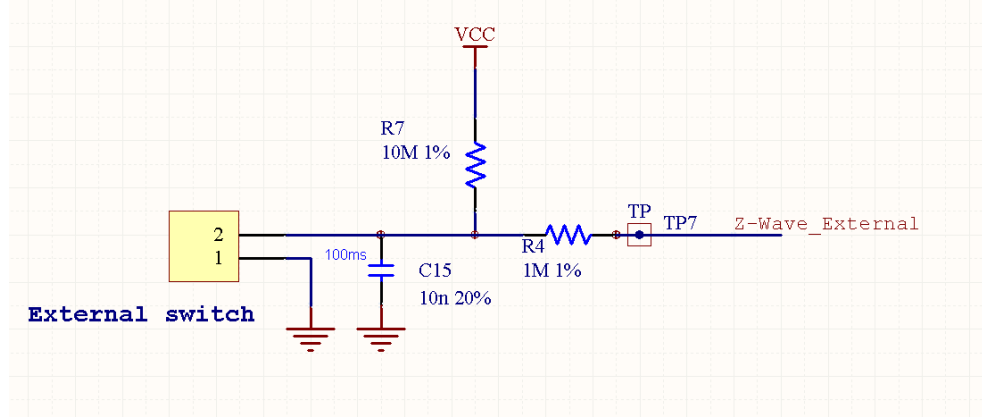 VCC
R7
10M 1%
TP
TP7
Z-Wave_External
2
R4
1
100ms
C15
1M 1%
10n 20%
External switch